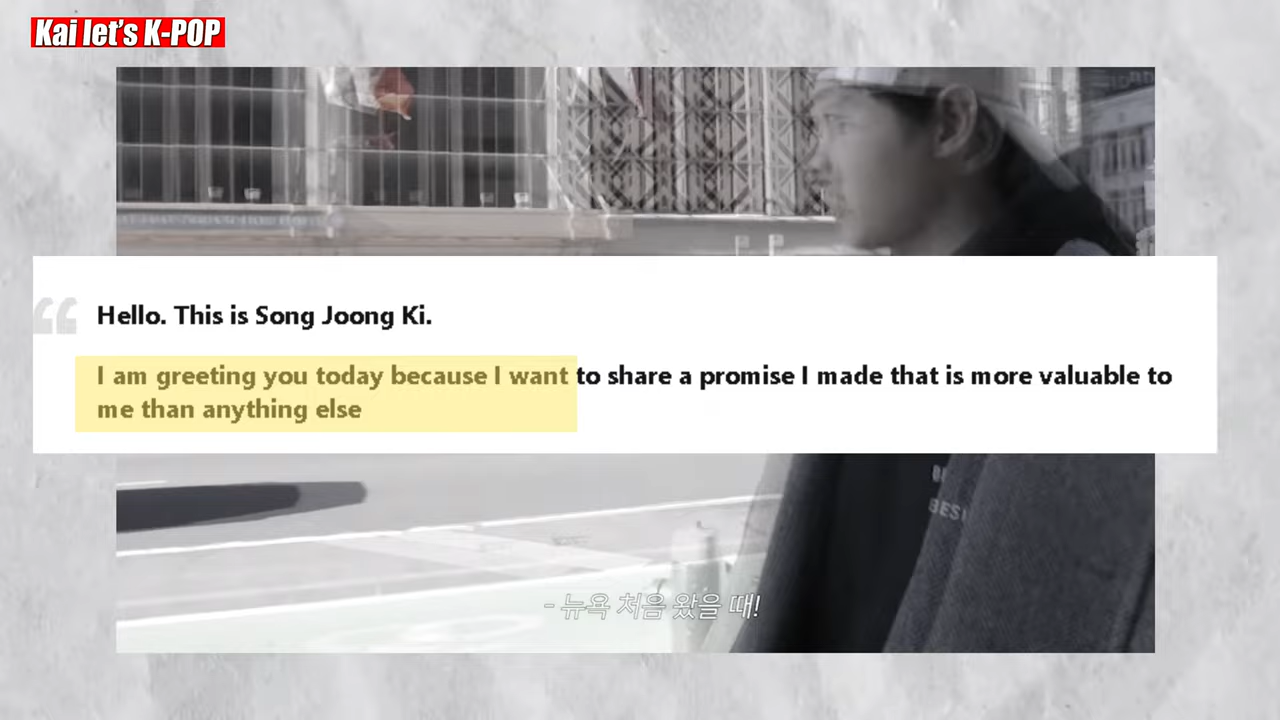 Kai let's K-POP
Hello. This is Song Joong Ki.
I am greeting you today because I want to share a promise I made that is more valuable to
me than anything else
- 뉴욕 처음 왔을 때!